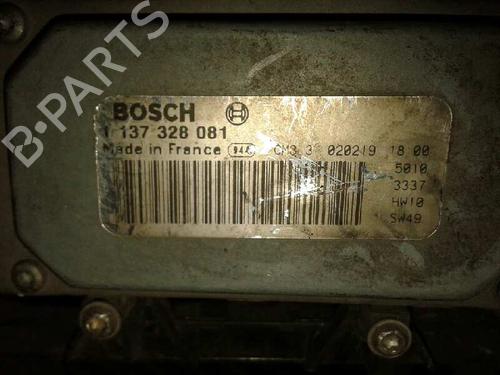 BOSCH
1 137 328 081
Made in France 020219 18 00
5010
3337
HW10
SW49
B-PARTS